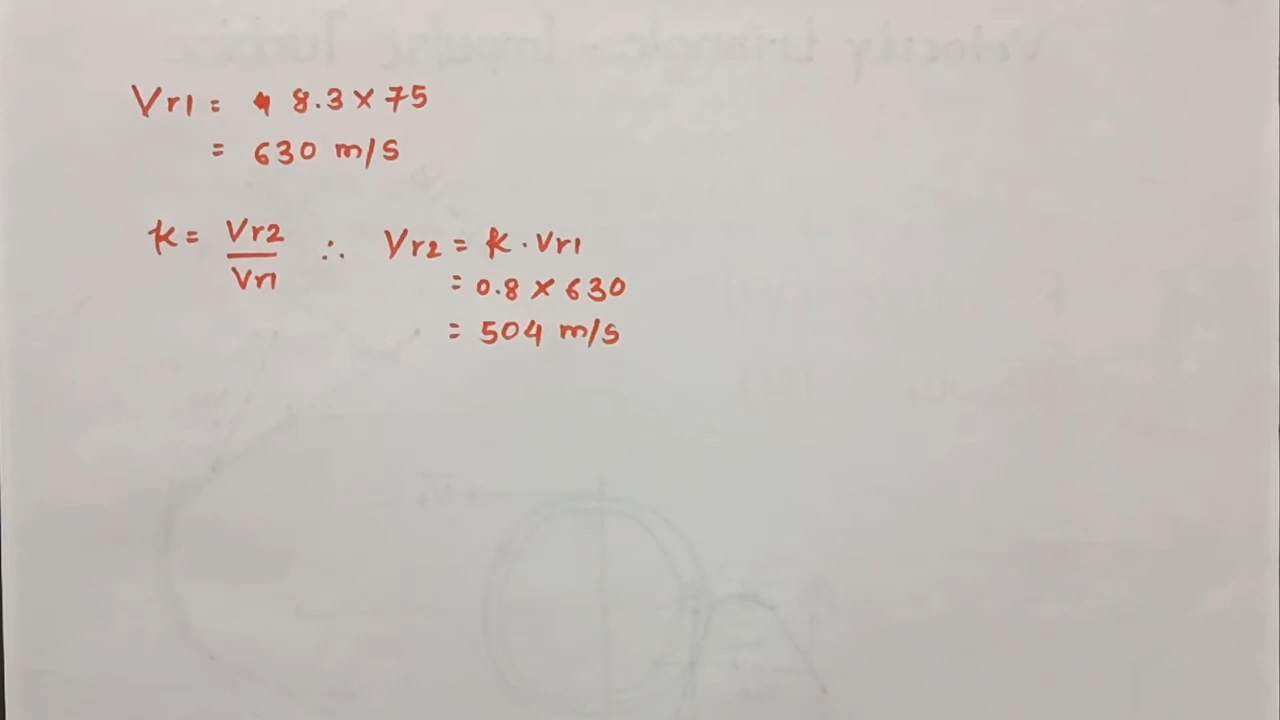 Vr1 = 8.3 × 75
= 630 m/s
K = Vr2 / Vr1 ∴ Vr2 = K · Vr1
= 0.8 × 630
= 504 m/s